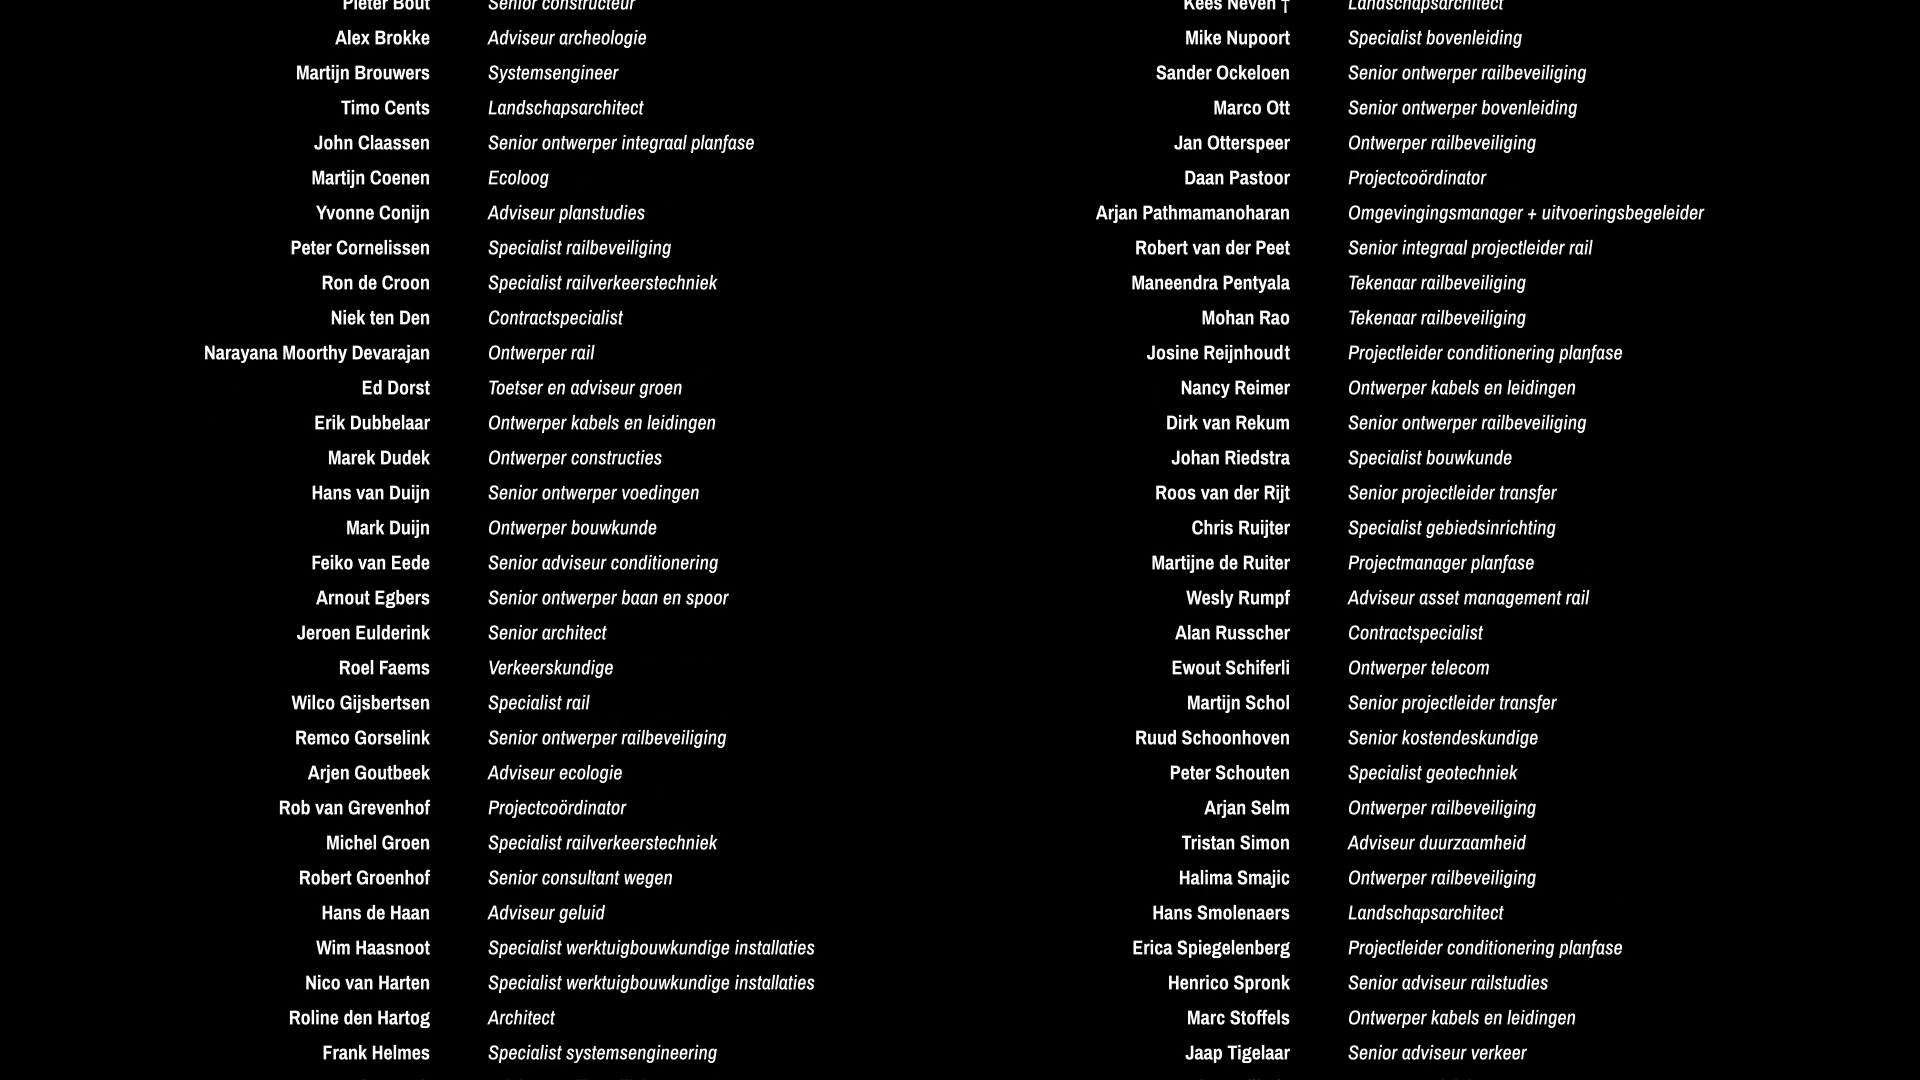 Pieter Bout Senior constructeur
Alex Brokke Adviseur archeologie
Martijn Brouwers Systemsengineer
Timo Cents Landschapsarchitect
John Claassen Senior ontwerper integraal planfase
Martijn Coenen Ecoloog
Yvonne Conijn Adviseur planstudies
Peter Cornelissen Specialist railbeveiliging
Ron de Croon Specialist railverkeerstechniek
Niek ten Den Contractspecialist
Narayana Moorthy Devarajan Ontwerper rail
Ed Dorst Toetser en adviseur groen
Erik Dubbelaar Ontwerper kabels en leidingen
Marek Dudek Ontwerper constructies
Hans van Duijn Senior ontwerper voedingen
Mark Duijn Ontwerper bouwkunde
Feiko van Eede Senior adviseur conditionering
Arnout Egbers Senior ontwerper baan en spoor
Jeroen Eulderink Senior architect
Roel Faems Verkeerskundige
Wilco Gijsbertsen Specialist rail
Remco Gorselink Senior ontwerper railbeveiliging
Arjen Goutbeek Adviseur ecologie
Rob van Grevenhof Projectcoördinator
Michel Groen Specialist railverkeerstechniek
Robert Groenhof Senior consultant wegen
Hans de Haan Adviseur geluid
Wim Haasnoot Specialist werktuigbouwkundige installaties
Nico van Harten Specialist werktuigbouwkundige installaties
Roline den Hartog Architect
Frank Helmes Specialist systemsengineering
Kees Neven † Landschapsarchitect
Mike Nupoort Specialist bovenleiding
Sander Ockeloen Senior ontwerper railbeveiliging
Marco Ott Senior ontwerper bovenleiding
Jan Otterspeer Ontwerper railbeveiliging
Daan Pastoor Projectcoördinator
Arjan Pathmamanoharan Omgevingingsmanager + uitvoeringsbegeleider
Robert van der Peet Senior integraal projectleider rail
Maneendra Pentyala Tekenaar railbeveiliging
Mohan Rao Tekenaar railbeveiliging
Josine Reijnhoudt Projectleider conditionering planfase
Nancy Reimer Ontwerper kabels en leidingen
Dirk van Rekum Senior ontwerper railbeveiliging
Johan Riedstra Specialist bouwkunde
Roos van der Rijt Senior projectleider transfer
Chris Ruijter Specialist gebiedsinrichting
Martijne de Ruiter Projectmanager planfase
Wesly Rumpf Adviseur asset management rail
Alan Russcher Contractspecialist
Ewout Schiferli Ontwerper telecom
Martijn Schol Senior projectleider transfer
Ruud Schoonhoven Senior kostendeskundige
Peter Schouten Specialist geotechniek
Arjan Selm Ontwerper railbeveiliging
Tristan Simon Adviseur duurzaamheid
Halima Smajic Ontwerper railbeveiliging
Hans Smolenaers Landschapsarchitect
Erica Spiegelenberg Projectleider conditionering planfase
Henrico Spronk Senior adviseur railstudies
Marc Stoffels Ontwerper kabels en leidingen
Jaap Tigelaar Senior adviseur verkeer